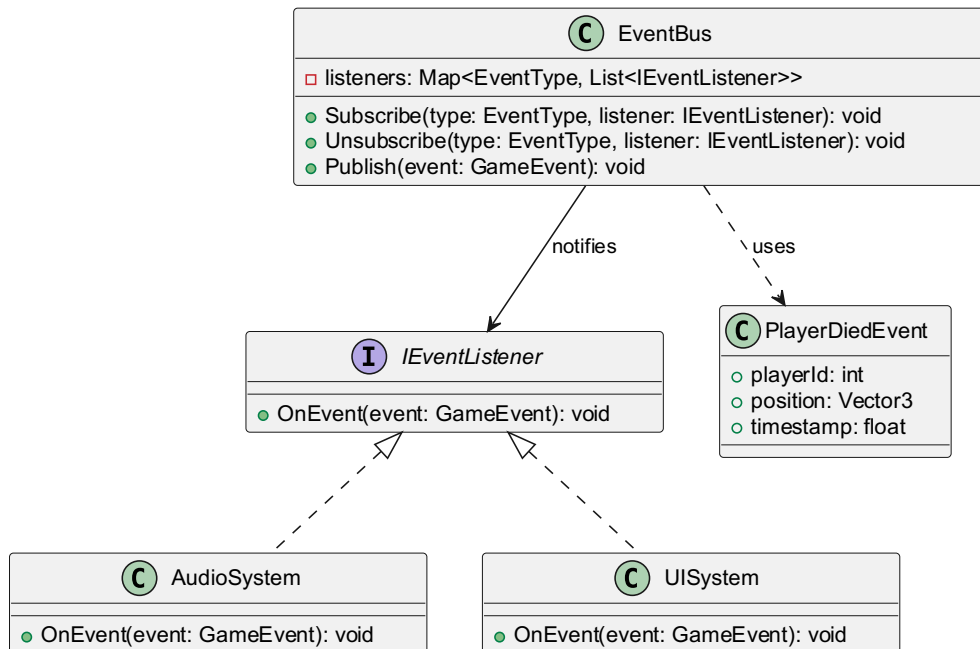 C EventBus
listeners: Map<EventType, List<IEventListener>>
Subscribe(type: EventType, listener: IEventListener): void
Unsubscribe(type: EventType, listener: IEventListener): void
Publish(event: GameEvent): void
notifies
uses
I IEventListener
OnEvent(event: GameEvent): void
C PlayerDiedEvent
playerId: int
position: Vector3
timestamp: float
C AudioSystem
OnEvent(event: GameEvent): void
C UISystem
OnEvent(event: GameEvent): void